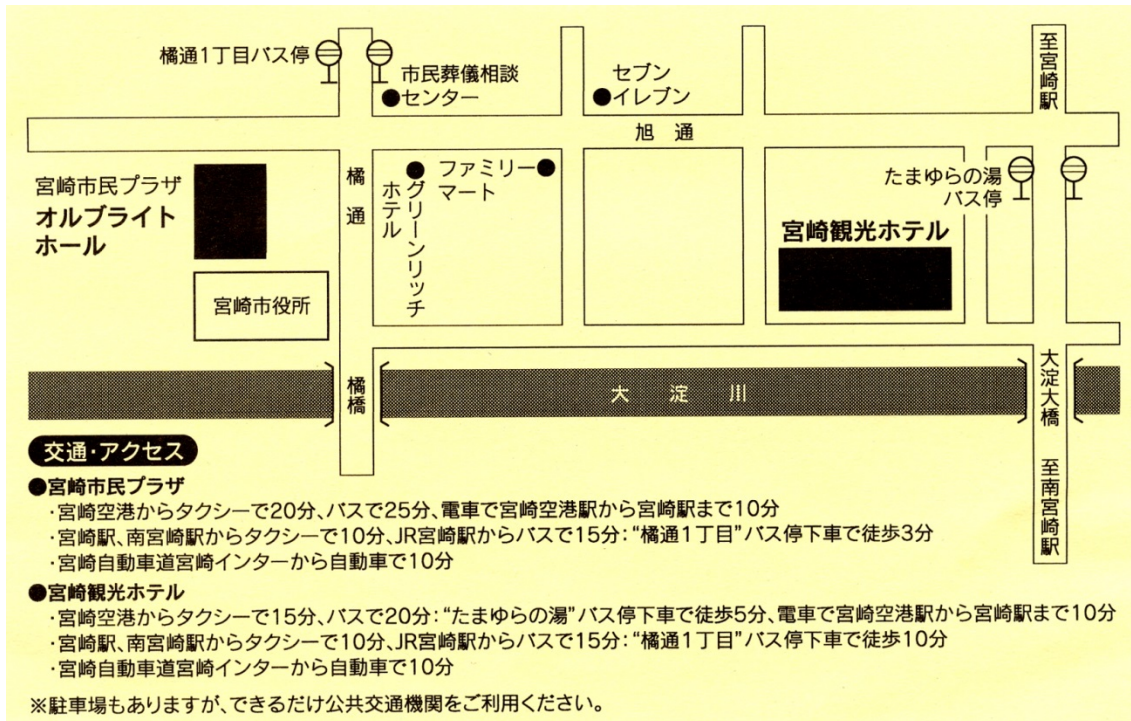 橘通1丁目バス停
市民葬儀相談
センター
セブン
イレブン
至宮崎駅
旭通
宮崎市民プラザ
オルブライト
ホール
橘通
グリーンリッチ
ホテル
ファミリー
マート
たまゆらの湯
バス停
宮崎観光ホテル
宮崎市役所
橘橋
大淀川
大淀大橋
至南宮崎駅
交通・アクセス
●宮崎市民プラザ
・宮崎空港からタクシーで20分、バスで25分、電車で宮崎空港駅から宮崎駅まで10分
・宮崎駅、南宮崎駅からタクシーで10分、JR宮崎駅からバスで15分：“橘通1丁目”バス停下車で徒歩3分
・宮崎自動車道宮崎インターから自動車で10分
●宮崎観光ホテル
・宮崎空港からタクシーで15分、バスで20分：“たまゆらの湯”バス停下車で徒歩5分、電車で宮崎空港駅から宮崎駅まで10分
・宮崎駅、南宮崎駅からタクシーで10分、JR宮崎駅からバスで15分：“橘通1丁目”バス停下車で徒歩10分
・宮崎自動車道宮崎インターから自動車で10分
※駐車場もありますが、できるだけ公共交通機関をご利用ください。